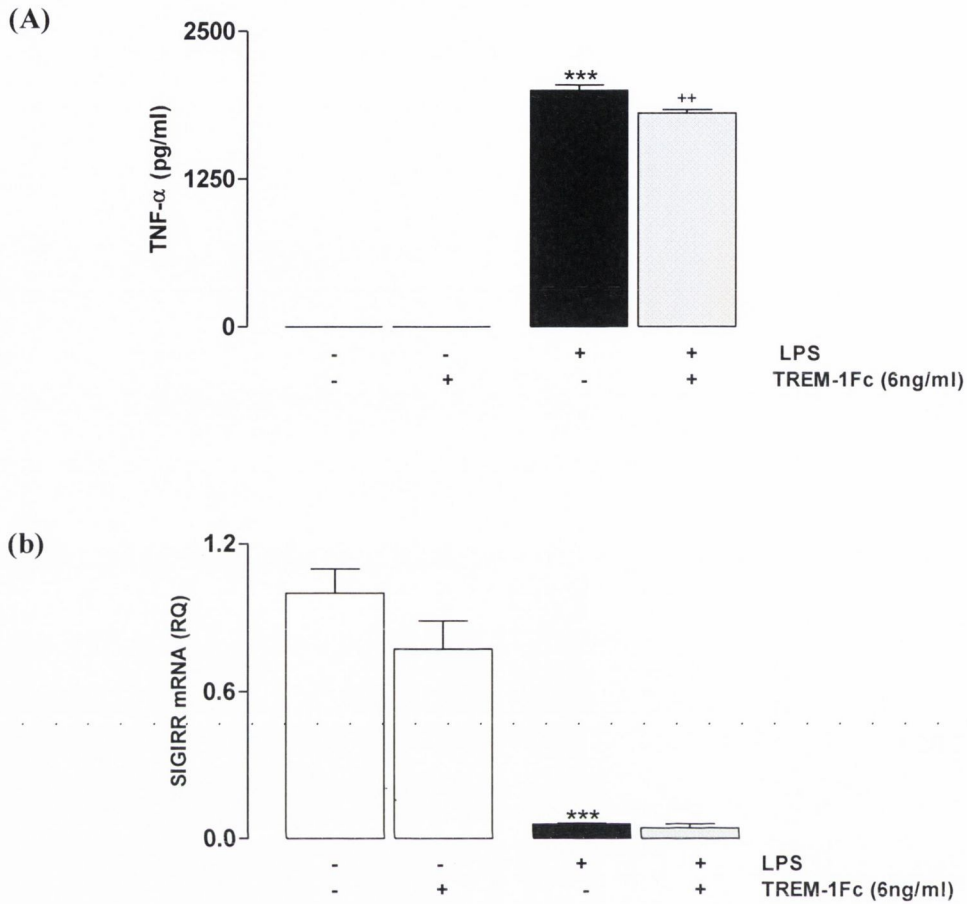 (A)
2500
1250
0
TNF-α (pg/ml)
***
++
- - + + LPS
- + - + TREM-1Fc (6ng/ml)
(b)
1.2
0.6
0.0
SIGIRR mRNA (RQ)
***
- - + + LPS
- + - + TREM-1Fc (6ng/ml)